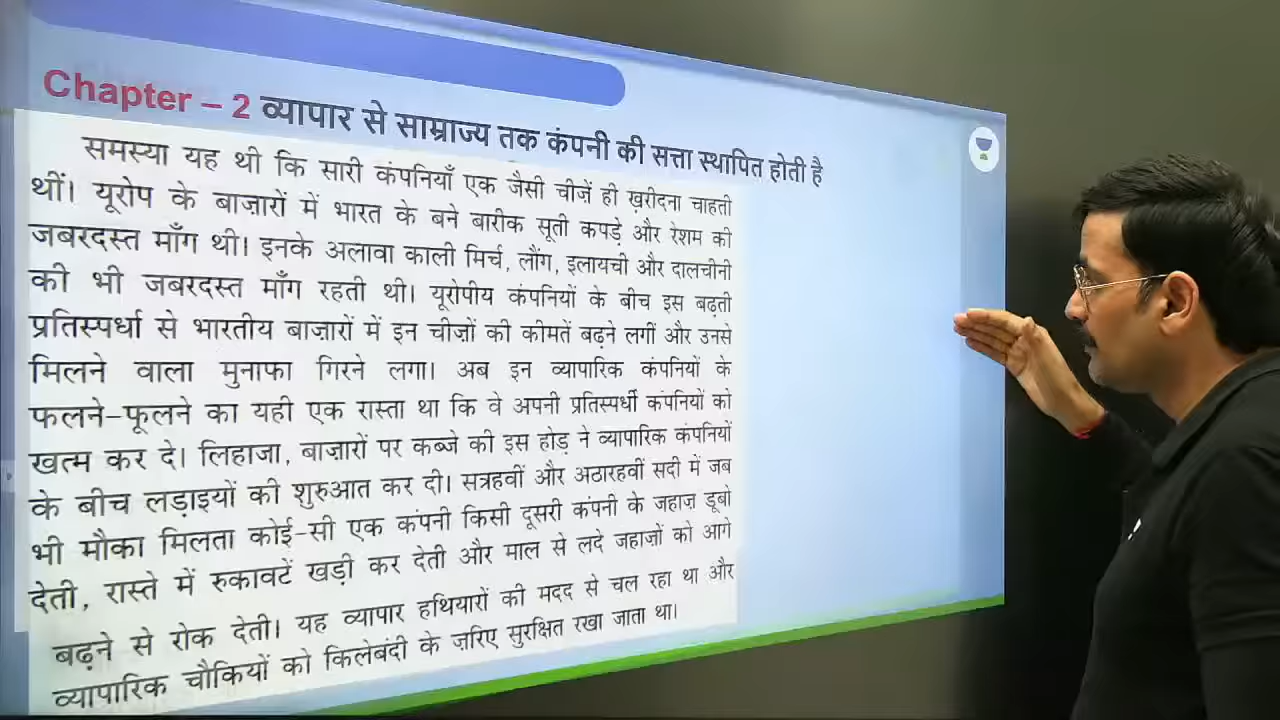 Chapter – 2 व्यापार से साम्राज्य तक कंपनी की सत्ता स्थापित होती है
समस्या यह थी कि सारी कंपनियाँ एक जैसी चीज़ें ही ख़रीदना चाहती
थीं। यूरोप के बाज़ारों में भारत के बने बारीक सूती कपड़े और रेशम की
जबरदस्त माँग थी। इनके अलावा काली मिर्च, लौंग, इलायची और दालचीनी
की भी जबरदस्त माँग रहती थी। यूरोपीय कंपनियों के बीच इस बढ़ती
प्रतिस्पर्धा से भारतीय बाज़ारों में इन चीज़ों की कीमतें बढ़ने लगीं और उनसे
मिलने वाला मुनाफा गिरने लगा। अब इन व्यापारिक कंपनियों के
फलने-फूलने का यही एक रास्ता था कि वे अपनी प्रतिस्पर्धी कंपनियों को
खत्म कर दे। लिहाजा, बाज़ारों पर कब्जे की इस होड़ ने व्यापारिक कंपनियों
के बीच लड़ाइयों की शुरुआत कर दी। सत्रहवीं और अठारहवीं सदी में जब
भी मौका मिलता कोई-सी एक कंपनी किसी दूसरी कंपनी के जहाज़ डूबो
देती, रास्ते में रुकावटें खड़ी कर देती और माल से लदे जहाज़ों को आगे
बढ़ने से रोक देती। यह व्यापार हथियारों की मदद से चल रहा था और
व्यापारिक चौकियों को किलेबंदी के ज़रिए सुरक्षित रखा जाता था।